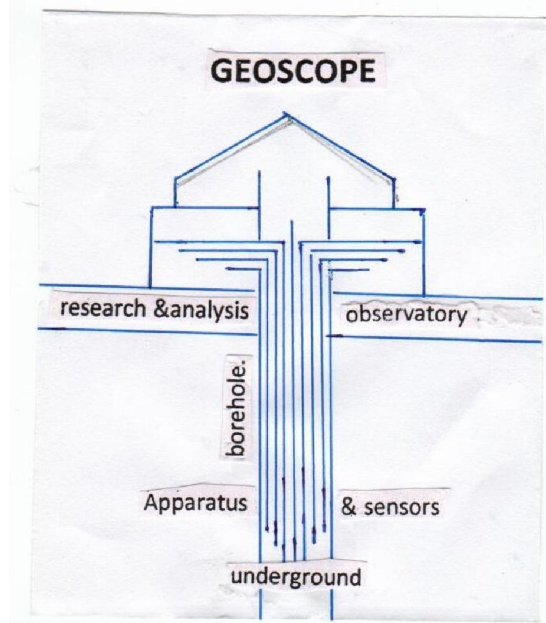 GEOSCOPE
research &analysis
observatory
borehole.
Apparatus
& sensors
underground